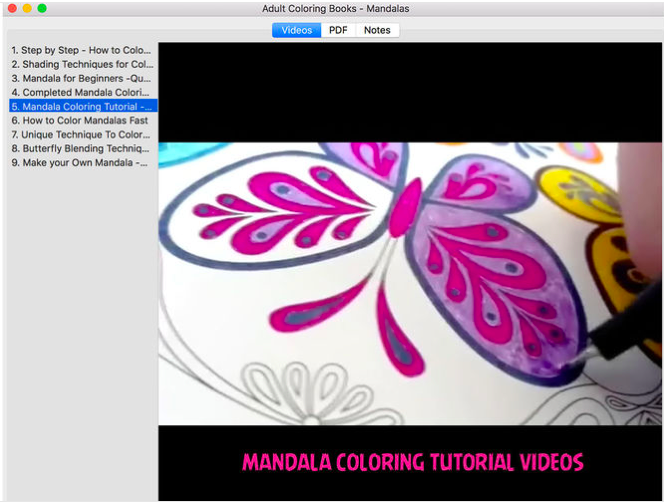 Adult Coloring Books - Mandalas
Videos PDF Notes
1. Step by Step - How to Colo...
2. Shading Techniques for Col...
3. Mandala for Beginners -Qu...
4. Completed Mandala Colori...
5. Mandala Coloring Tutorial -...
6. How to Color Mandalas Fast
7. Unique Technique To Color...
8. Butterfly Blending Techniq...
9. Make your Own Mandala -...
MANDALA COLORING TUTORIAL VIDEOS